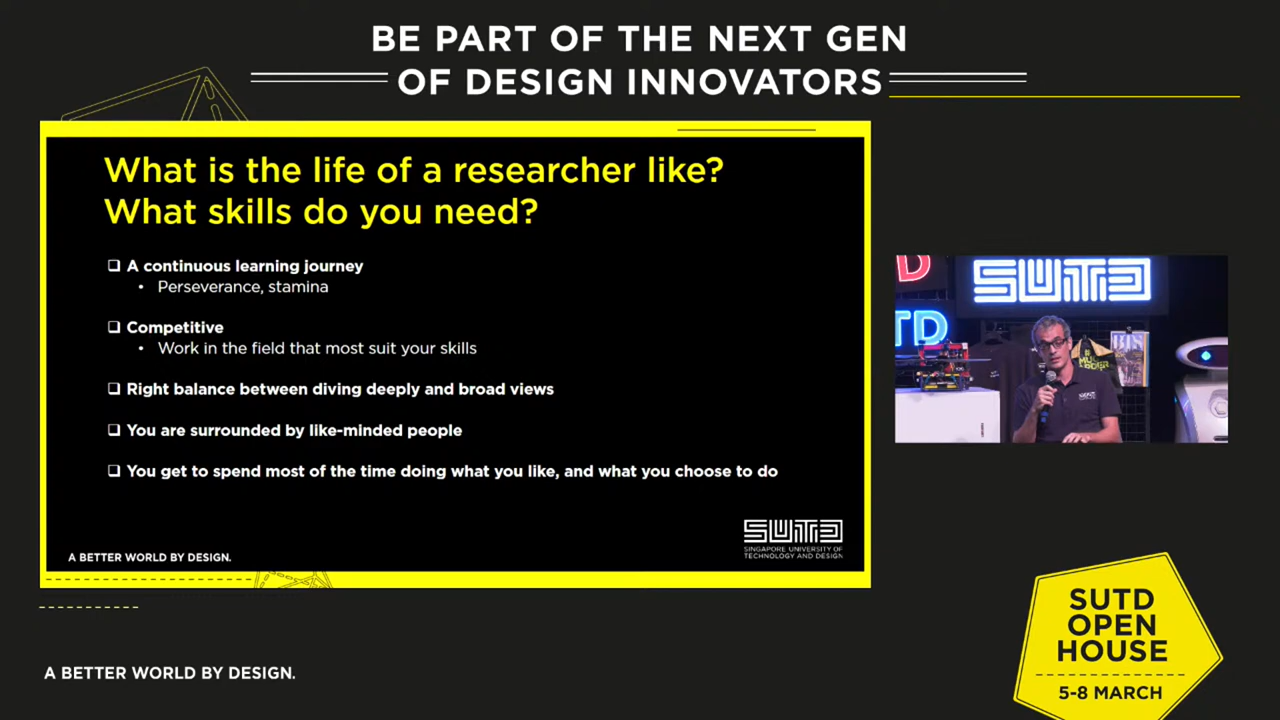 BE PART OF THE NEXT GEN
OF DESIGN INNOVATORS
What is the life of a researcher like?
What skills do you need?
❑ A continuous learning journey
• Perseverance, stamina
❑ Competitive
• Work in the field that most suit your skills
❑ Right balance between diving deeply and broad views
❑ You are surrounded by like-minded people
❑ You get to spend most of the time doing what you like, and what you choose to do
A BETTER WORLD BY DESIGN.
SUTD
SINGAPORE UNIVERSITY OF
TECHNOLOGY AND DESIGN
D
SUTD
TD
SUTD
OPEN
HOUSE
5-8 MARCH
A BETTER WORLD BY DESIGN.